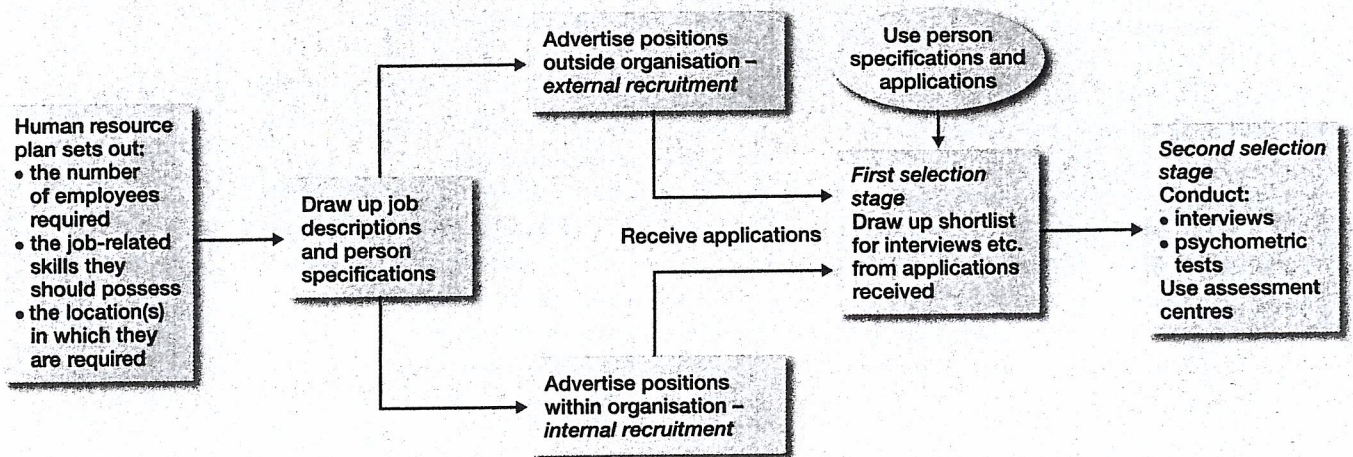 Human resource
plan sets out:
• the number
of employees
required
• the job-related
skills they
should possess
• the location(s)
in which they
are required
Draw up job
descriptions
and person
specifications
Advertise positions
outside organisation –
external recruitment
Advertise positions
within organisation –
internal recruitment
Receive applications
Use person
specifications and
applications
First selection
stage
Draw up shortlist
for interviews etc.
from applications
received
Second selection
stage
Conduct:
• interviews
• psychometric
tests
Use assessment
centres